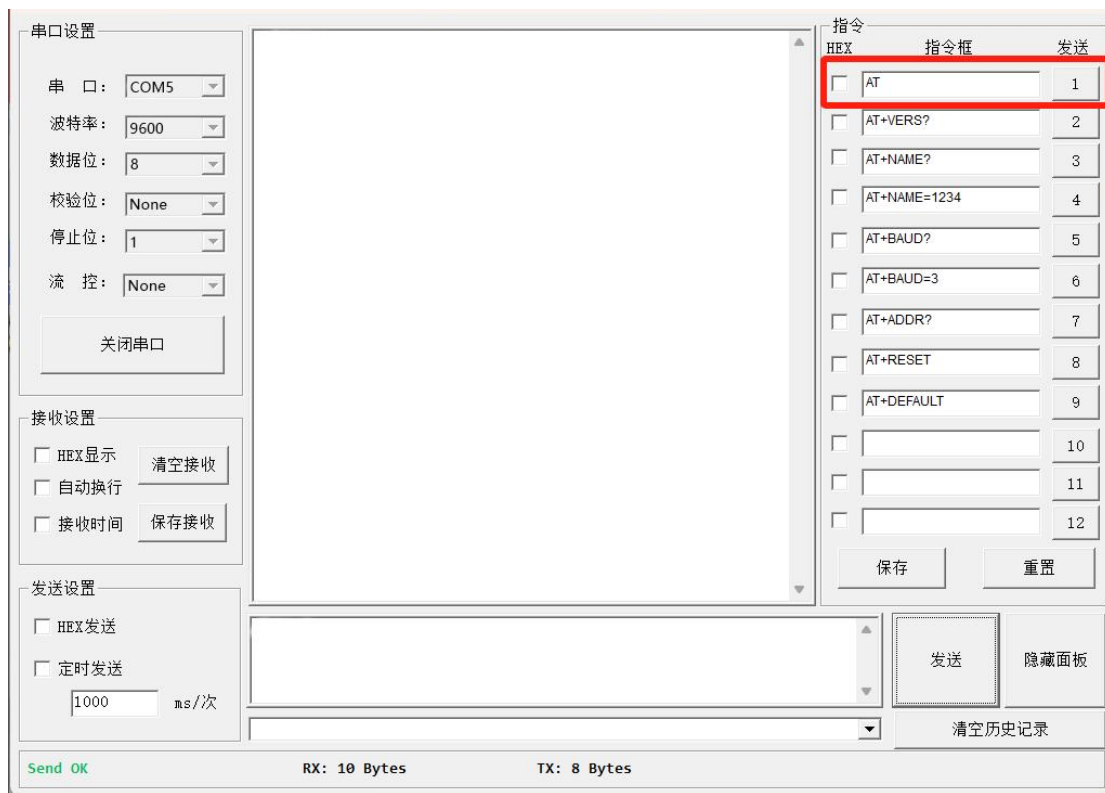 串口设置
串 口： COM5
波特率： 9600
数据位： 8
校验位： None
停止位： 1
流 控： None
关闭串口
接收设置
HEX显示
清空接收
自动换行
接收时间
保存接收
发送设置
HEX发送
定时发送
1000 ms/次
指令
HEX 指令框 发送
AT 1
AT+VERS? 2
AT+NAME? 3
AT+NAME=1234 4
AT+BAUD? 5
AT+BAUD=3 6
AT+ADDR? 7
AT+RESET 8
AT+DEFAULT 9
10
11
12
保存 重置
发送 隐藏面板
清空历史记录
Send OK RX: 10 Bytes TX: 8 Bytes